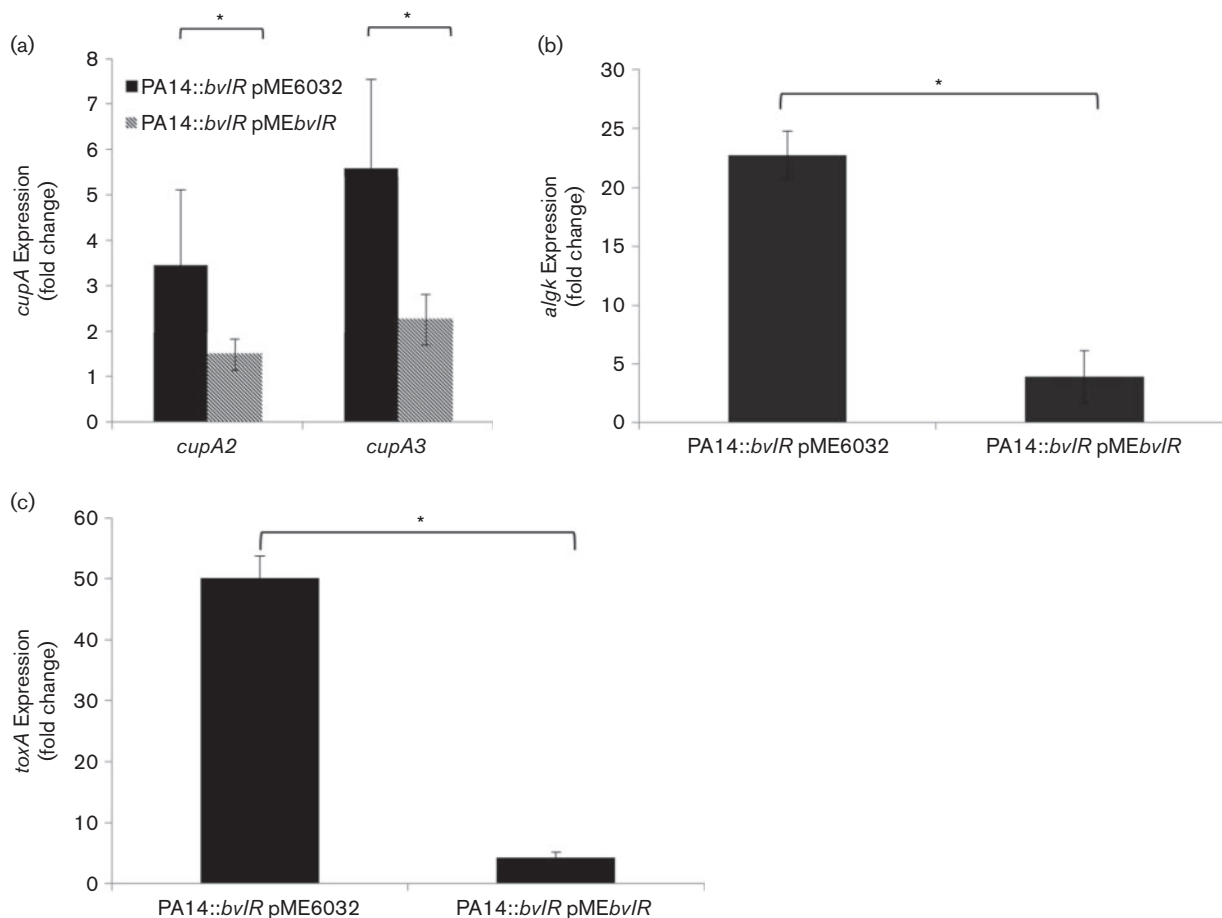 (a)
*
*
8
7
6
5
4
3
2
1
0
cupA Expression
(fold change)
PA14::bvlR pME6032
PA14::bvlR pMEbvlR
cupA2
cupA3
(b)
30
25
20
15
10
5
0
algk Expression
(fold change)
*
PA14::bvlR pME6032
PA14::bvlR pMEbvlR
(c)
60
50
40
30
20
10
0
toxA Expression
(fold change)
*
PA14::bvlR pME6032
PA14::bvlR pMEbvlR